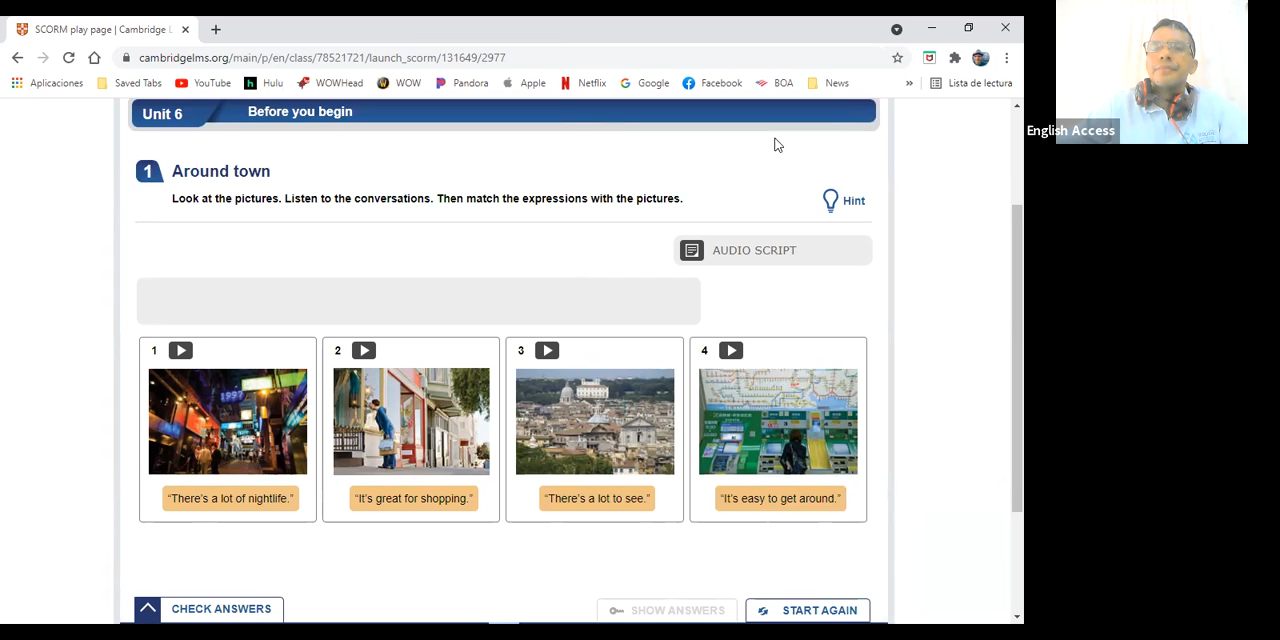 SCORM play page | Cambridge L
cambridgelms.org/main/p/en/class/78521721/launch_scorm/131649/2977
Aplicaciones Saved Tabs YouTube Hulu WOWHead WOW Pandora Apple Netflix Google Facebook BOA News » Lista de lectura
Unit 6 Before you begin
1 Around town
Look at the pictures. Listen to the conversations. Then match the expressions with the pictures.
Hint
AUDIO SCRIPT
1 2 3 4
1997
"There's a lot of nightlife." "It's great for shopping." "There's a lot to see." "It's easy to get around."
CHECK ANSWERS SHOW ANSWERS START AGAIN
English Access